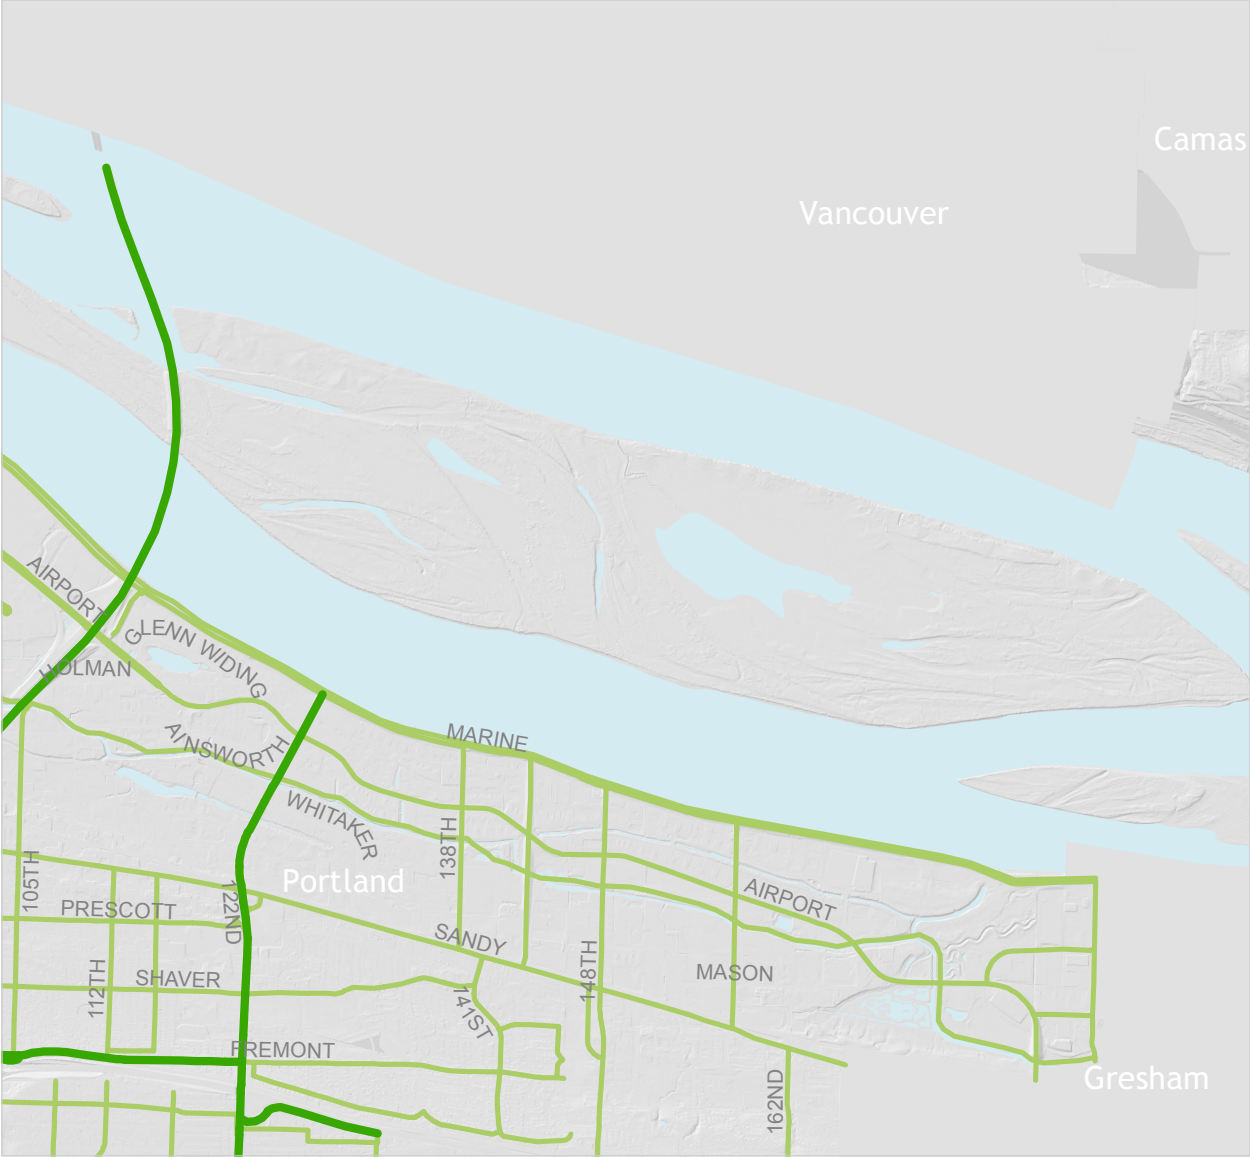 Camas
Vancouver
AIRPORT
GLENN WIDING
HOLMAN
MARINE
AINSWORTH
WHITAKER
138TH
105TH
Portland
122ND
AIRPORT
PRESCOTT
SANDY
148TH
MASON
SHAVER
112TH
141ST
FREMONT
Gresham
162ND